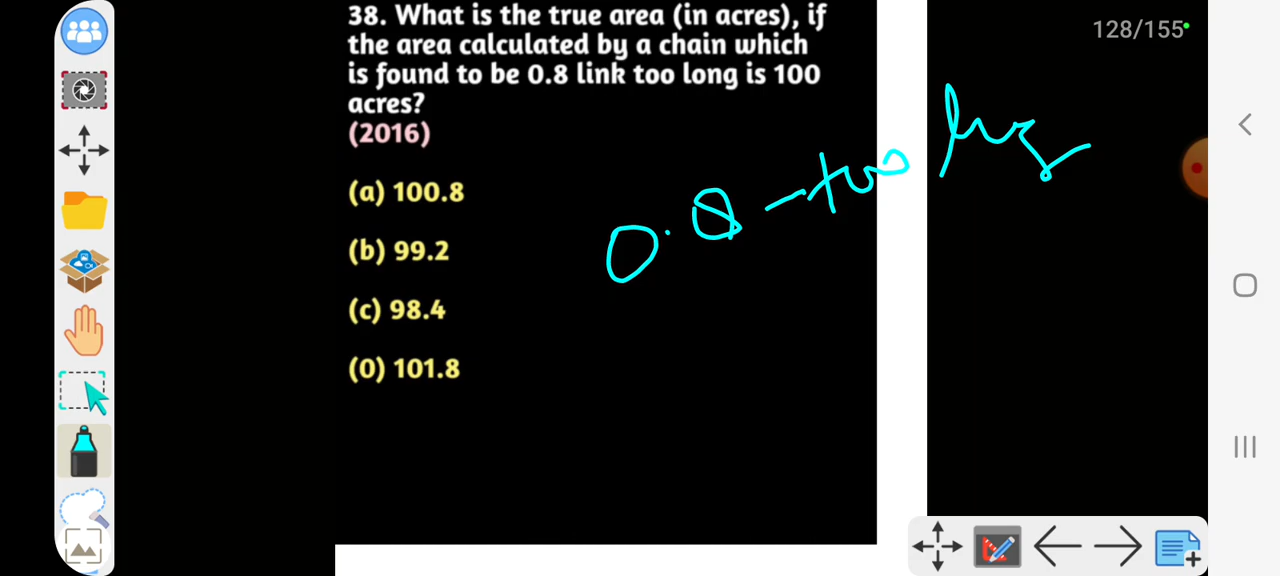 38. What is the true area (in acres), if
the area calculated by a chain which
is found to be 0.8 link too long is 100
acres?
(2016)
(a) 100.8
(b) 99.2
(c) 98.4
(0) 101.8
0.8 - too long
128/155